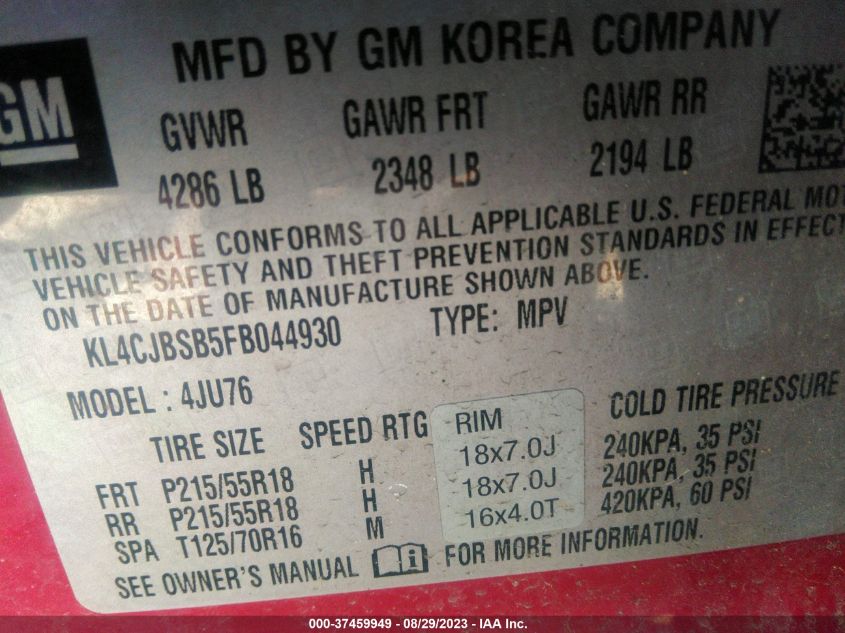 MFD BY GM KOREA COMPANY
GM
GVWR GAWR FRT GAWR RR
4286 LB 2348 LB 2194 LB
THIS VEHICLE CONFORMS TO ALL APPLICABLE U.S. FEDERAL MOT
VEHICLE SAFETY AND THEFT PREVENTION STANDARDS IN EFFECT
ON THE DATE OF MANUFACTURE SHOWN ABOVE.
KL4CJBSB5FB044930 TYPE: MPV
MODEL : 4JU76
TIRE SIZE SPEED RTG RIM COLD TIRE PRESSURE
FRT P215/55R18 H 18x7.0J 240KPA, 35 PSI
RR P215/55R18 H 18x7.0J 240KPA, 35 PSI
SPA T125/70R16 M 16x4.0T 420KPA, 60 PSI
SEE OWNER'S MANUAL FOR MORE INFORMATION.
000-37459949 - 08/29/2023 - IAA Inc.